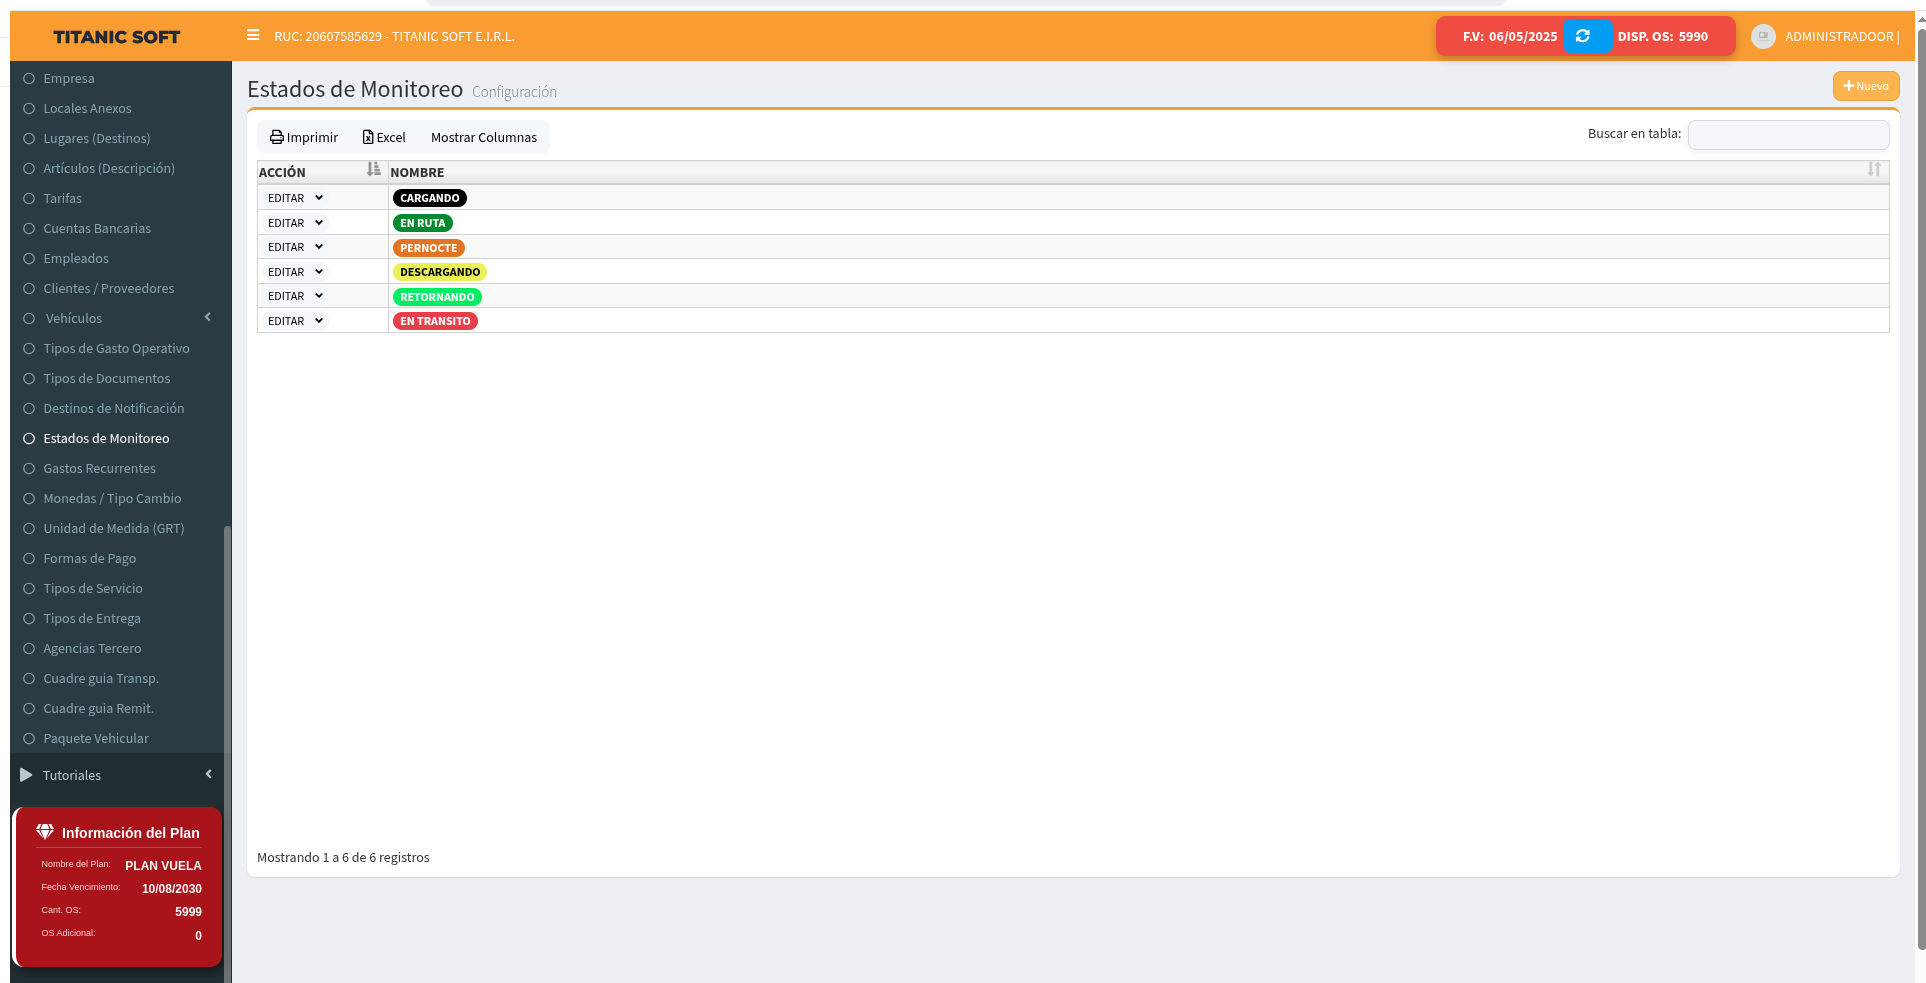 TITANIC SOFT
RUC: 20607585629 - TITANIC SOFT E.I.R.L.
F.V: 06/05/2025
DISP. OS: 5990
ADMINISTRADOOR |
Empresa
Locales Anexos
Lugares (Destinos)
Artículos (Descripción)
Tarifas
Cuentas Bancarias
Empleados
Clientes / Proveedores
Vehículos
Tipos de Gasto Operativo
Tipos de Documentos
Destinos de Notificación
Estados de Monitoreo
Gastos Recurrentes
Monedas / Tipo Cambio
Unidad de Medida (GRT)
Formas de Pago
Tipos de Servicio
Tipos de Entrega
Agencias Tercero
Cuadre guia Transp.
Cuadre guia Remit.
Paquete Vehicular
Tutoriales
Información del Plan
Nombre del Plan: PLAN VUELA
Fecha Vencimiento: 10/08/2030
Cant. OS: 5999
OS Adicional: 0
Estados de Monitoreo Configuración
Nuevo
Imprimir Excel Mostrar Columnas
Buscar en tabla:
ACCIÓN NOMBRE
EDITAR CARGANDO
EDITAR EN RUTA
EDITAR PERNOCTE
EDITAR DESCARGANDO
EDITAR RETORNANDO
EDITAR EN TRANSITO
Mostrando 1 a 6 de 6 registros